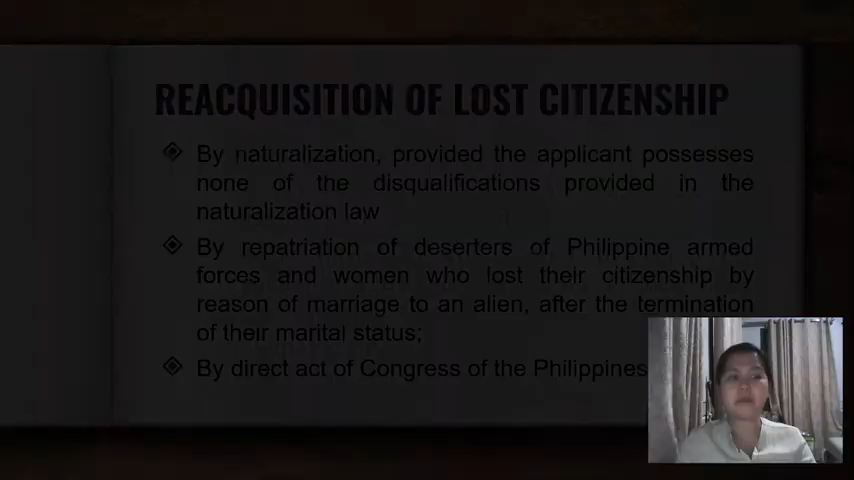 REACQUISITION OF LOST CITIZENSHIP
By naturalization, provided the applicant possesses
none of the disqualifications provided in the
naturalization law
By repatriation of deserters of Philippine armed
forces and women who lost their citizenship by
reason of marriage to an alien, after the termination
of their marital status;
By direct act of Congress of the Philippines